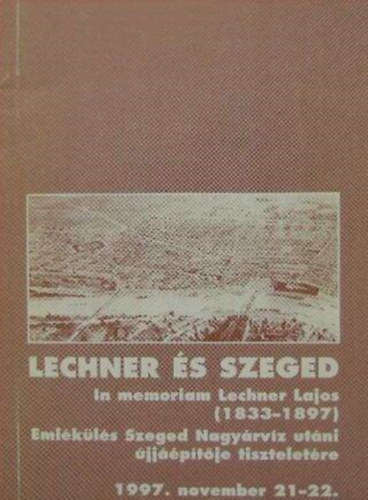 LECHNER ÉS SZEGED
In memoriam Lechner Lajos
(1833-1897)
Emlékülés Szeged Nagyárvíz utáni
újjáépítője tiszteletére
1997. november 21-22.